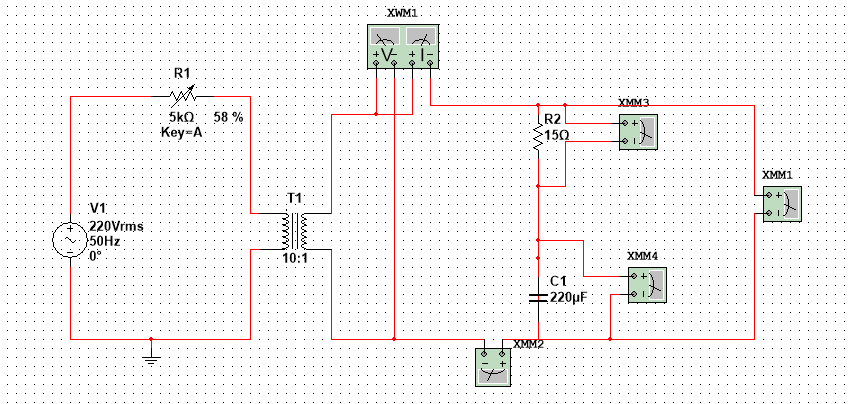 XWM1
V
I
R1
5kΩ
58 %
Key=A
R2
15Ω
XMM3
XMM1
T1
10:1
V1
220Vrms
50Hz
0°
XMM4
C1
220µF
XMM2